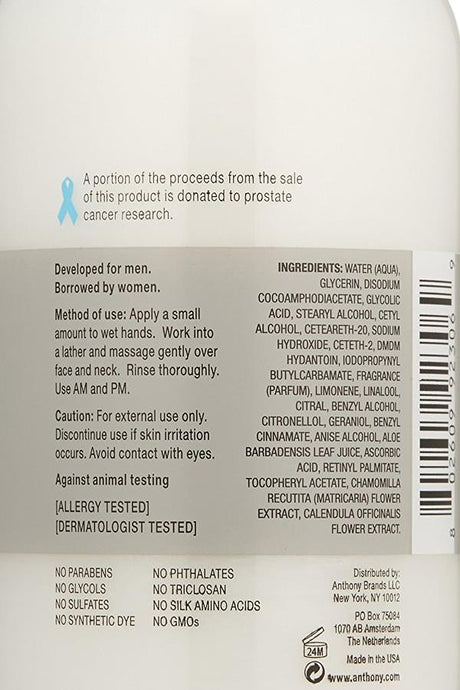 A portion of the proceeds from the sale
of this product is donated to prostate
cancer research.
Developed for men.
Borrowed by women.
Method of use: Apply a small
amount to wet hands. Work into
a lather and massage gently over
face and neck. Rinse thoroughly.
Use AM and PM.
Caution: For external use only.
Discontinue use if skin irritation
occurs. Avoid contact with eyes.
Against animal testing
[ALLERGY TESTED]
[DERMATOLOGIST TESTED]
INGREDIENTS: WATER (AQUA),
GLYCERIN, DISODIUM
COCOAMPHODIACETATE, GLYCOLIC
ACID, STEARYL ALCOHOL, CETYL
ALCOHOL, CETEARETH-20, SODIUM
HYDROXIDE, CETETH-2, DMDM
HYDANTOIN, IODOPROPYNYL
BUTYLCARBAMATE, FRAGRANCE
(PARFUM), LIMONENE, LINALOOL,
CITRAL, BENZYL ALCOHOL,
CITRONELLOL, GERANIOL, BENZYL
CINNAMATE, ANISE ALCOHOL, ALOE
BARBADENSIS LEAF JUICE, ASCORBIC
ACID, RETINYL PALMITATE,
TOCOPHERYL ACETATE, CHAMOMILLA
RECUTITA (MATRICARIA) FLOWER
EXTRACT, CALENDULA OFFICINALIS
FLOWER EXTRACT.
8 02609 92306 9
NO PARABENS
NO GLYCOLS
NO SULFATES
NO SYNTHETIC DYE
NO PHTHALATES
NO TRICLOSAN
NO SILK AMINO ACIDS
NO GMOs
Distributed by:
Anthony Brands LLC
New York, NY 10012
PO Box 75084
1070 AB Amsterdam
The Netherlands
24M
Made in the USA
www.anthony.com